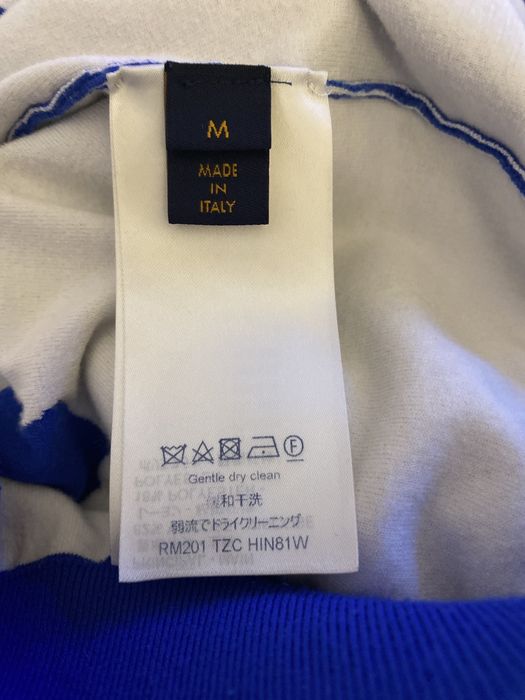 M
MADE
IN
ITALY
F
Gentle dry clean
缓和干洗
弱流でドライクリーニング
RM201 TZC HIN81W